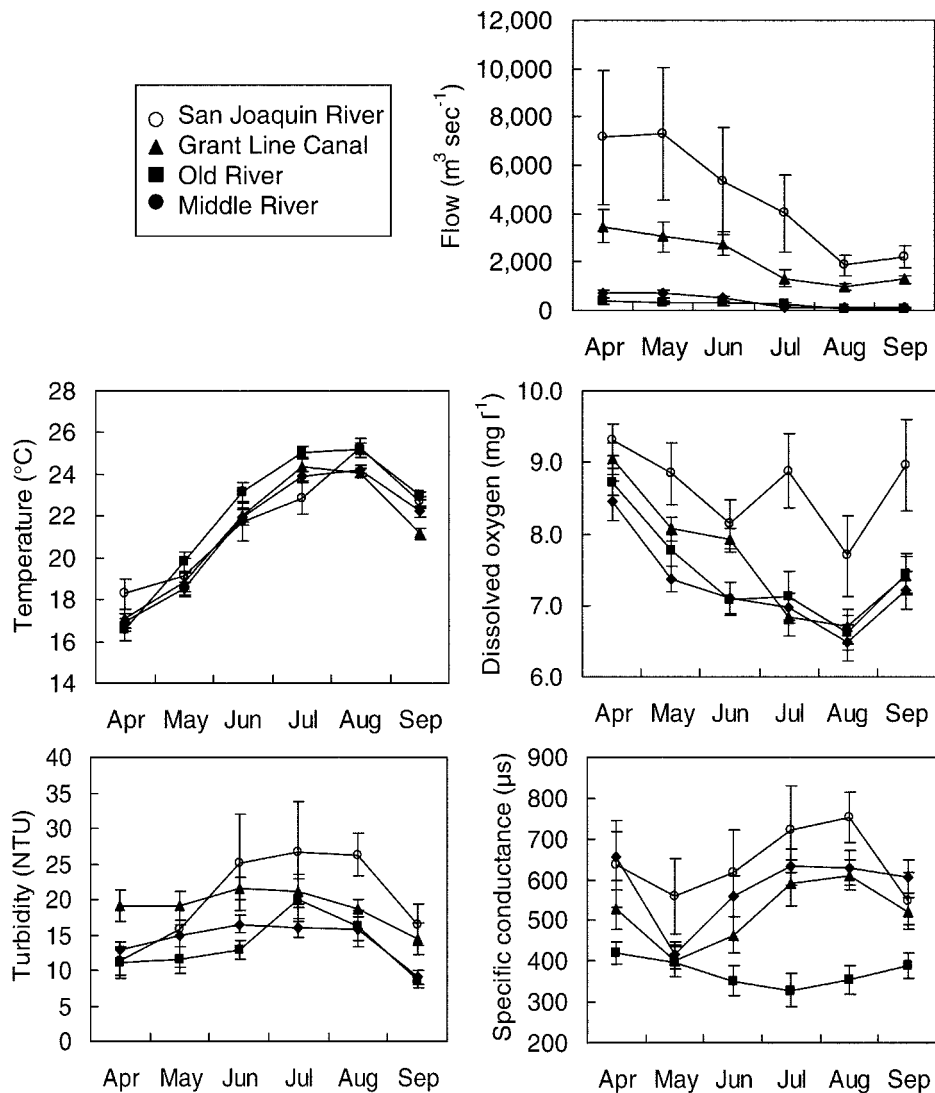 San Joaquin River
Grant Line Canal
Old River
Middle River
Flow (m³ sec⁻¹)
12,000
10,000
8,000
6,000
4,000
2,000
0
Apr May Jun Jul Aug Sep
Temperature (°C)
28
26
24
22
20
18
16
14
Apr May Jun Jul Aug Sep
Dissolved oxygen (mg l⁻¹)
10.0
9.0
8.0
7.0
6.0
Apr May Jun Jul Aug Sep
Turbidity (NTU)
40
35
30
25
20
15
10
5
0
Apr May Jun Jul Aug Sep
Specific conductance (µs)
900
800
700
600
500
400
300
200
Apr May Jun Jul Aug Sep